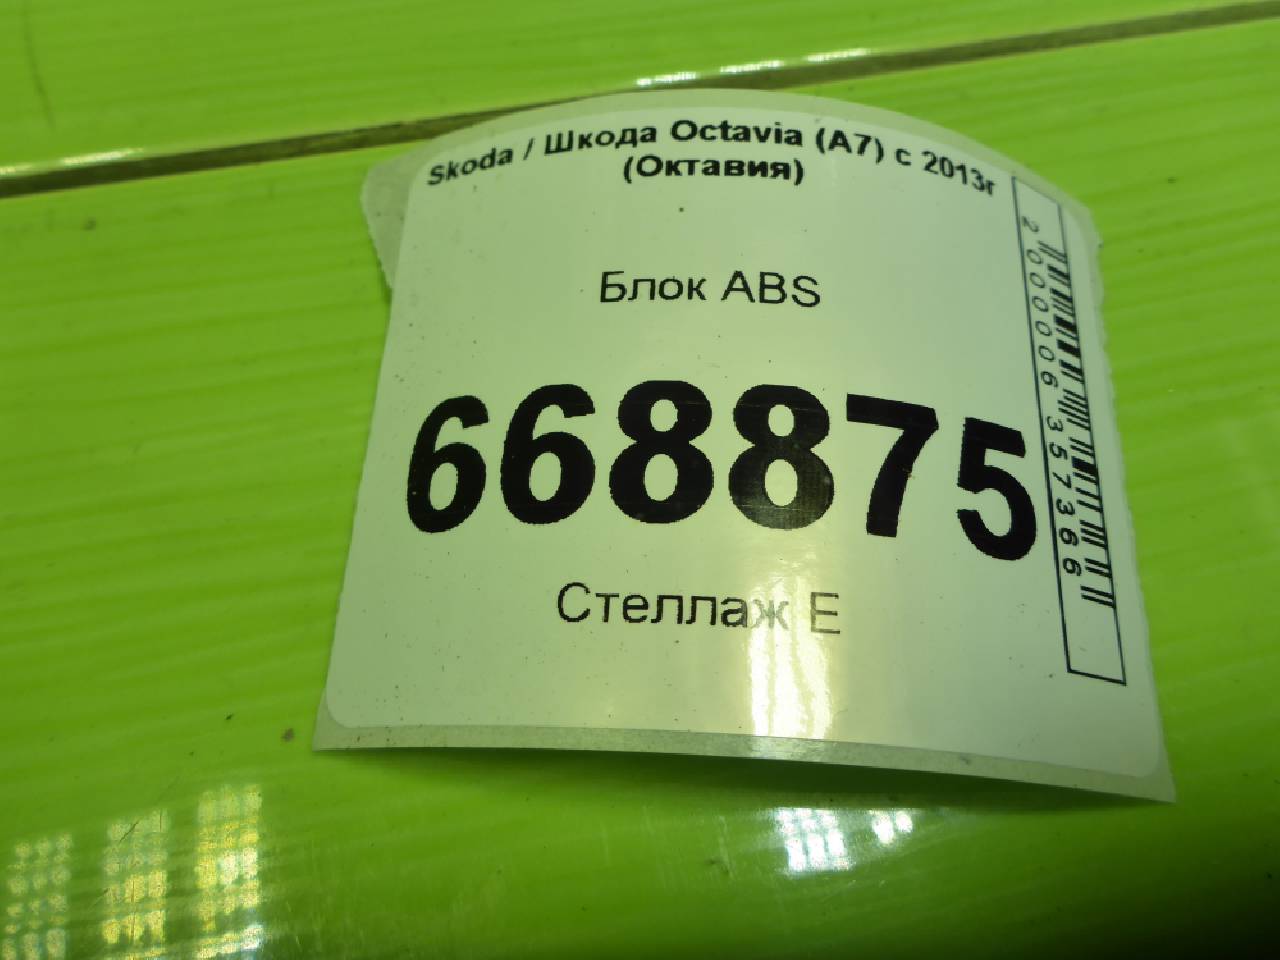 Skoda / Шкода Octavia (A7) с 2013г
(Октавия)
Блок ABS
668875
Стеллаж Е
2000006357366